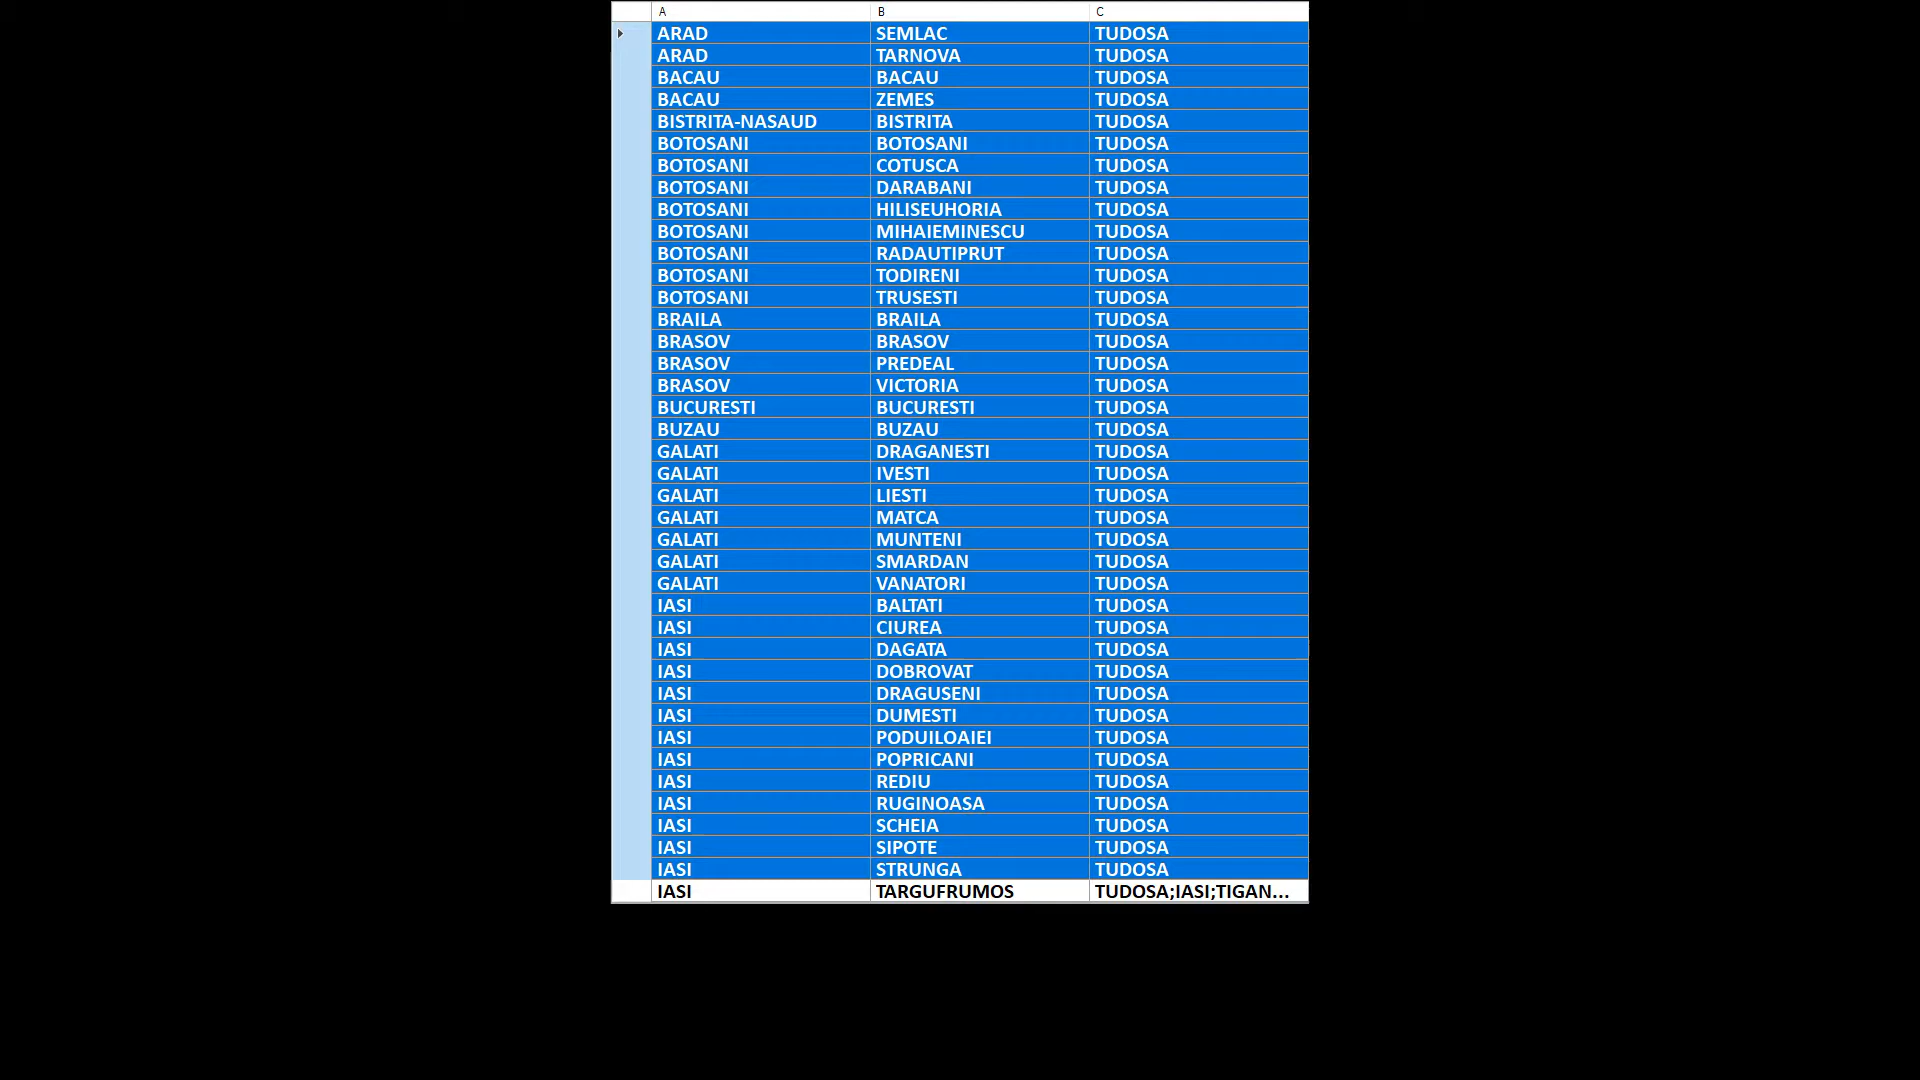 A B C
ARAD SEMLAC TUDOSA
ARAD TARNOVA TUDOSA
BACAU BACAU TUDOSA
BACAU ZEMES TUDOSA
BISTRITA-NASAUD BISTRITA TUDOSA
BOTOSANI BOTOSANI TUDOSA
BOTOSANI COTUSCA TUDOSA
BOTOSANI DARABANI TUDOSA
BOTOSANI HILISEUHORIA TUDOSA
BOTOSANI MIHAIEMINESCU TUDOSA
BOTOSANI RADAUTIPRUT TUDOSA
BOTOSANI TODIRENI TUDOSA
BOTOSANI TRUSESTI TUDOSA
BRAILA BRAILA TUDOSA
BRASOV BRASOV TUDOSA
BRASOV PREDEAL TUDOSA
BRASOV VICTORIA TUDOSA
BUCURESTI BUCURESTI TUDOSA
BUZAU BUZAU TUDOSA
GALATI DRAGANESTI TUDOSA
GALATI IVESTI TUDOSA
GALATI LIESTI TUDOSA
GALATI MATCA TUDOSA
GALATI MUNTENI TUDOSA
GALATI SMARDAN TUDOSA
GALATI VANATORI TUDOSA
IASI BALTATI TUDOSA
IASI CIUREA TUDOSA
IASI DAGATA TUDOSA
IASI DOBROVAT TUDOSA
IASI DRAGUSENI TUDOSA
IASI DUMESTI TUDOSA
IASI PODUILOAIEI TUDOSA
IASI POPRICANI TUDOSA
IASI REDIU TUDOSA
IASI RUGINOASA TUDOSA
IASI SCHEIA TUDOSA
IASI SIPOTE TUDOSA
IASI STRUNGA TUDOSA
IASI TARGUFRUMOS TUDOSA;IASI;TIGAN...